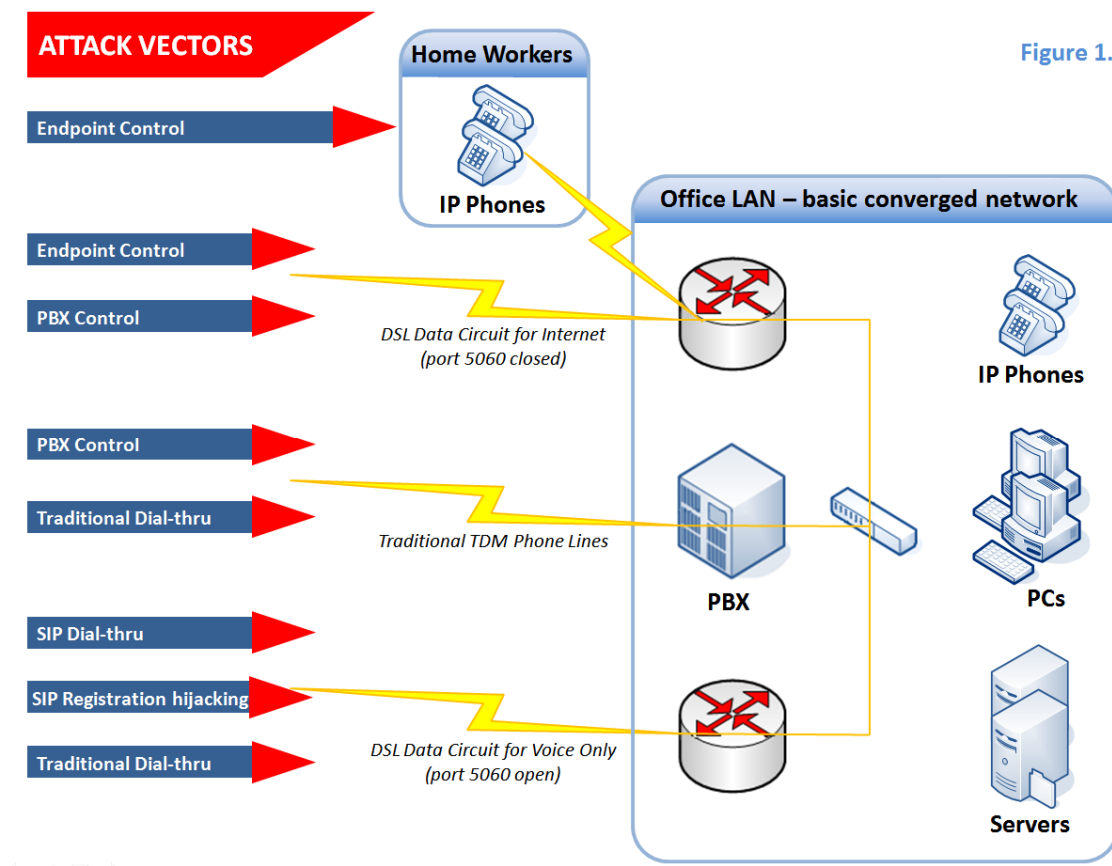 ATTACK VECTORS
Home Workers
Figure 1.
Endpoint Control
IP Phones
Office LAN – basic converged network
Endpoint Control
PBX Control
DSL Data Circuit for Internet
(port 5060 closed)
IP Phones
PBX Control
Traditional Dial-thru
Traditional TDM Phone Lines
PBX
PCs
SIP Dial-thru
SIP Registration hijacking
Traditional Dial-thru
DSL Data Circuit for Voice Only
(port 5060 open)
Servers